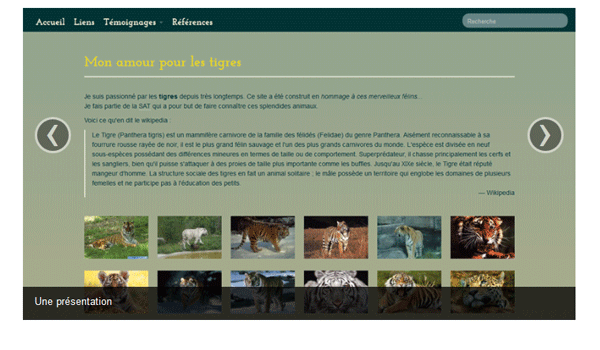 Accueil Liens Témoignages Références Recherche
Mon amour pour les tigres
Je suis passionné par les tigres depuis très longtemps. Ce site a été construit en hommage à ces merveilleux félins.
Je fais partie de la SAT qui a pour but de faire connaître ces splendides animaux.
Voici ce qu'en dit le wikipedia :
Le Tigre (Panthera tigris) est un mammifère carnivore de la famille des félidés (Felidae) du genre Panthera. Aisément reconnaissable à sa
fourrure rousse rayée de noir, il est le plus grand félin sauvage et l'un des plus grands carnivores du monde. L'espèce est divisée en neuf
sous-espèces possédant des différences mineures en termes de taille ou de comportement. Superprédateur, il chasse principalement les cerfs et
les sangliers, bien qu'il puisse s'attaquer à des proies de taille plus importante comme les buffles. Jusqu'au XIXe siècle, le Tigre était réputé
mangeur d'homme. La structure sociale des tigres en fait un animal solitaire ; le mâle possède un territoire qui englobe les domaines de plusieurs
femelles et ne participe pas à l'éducation des petits.
— Wikipedia
Une présentation